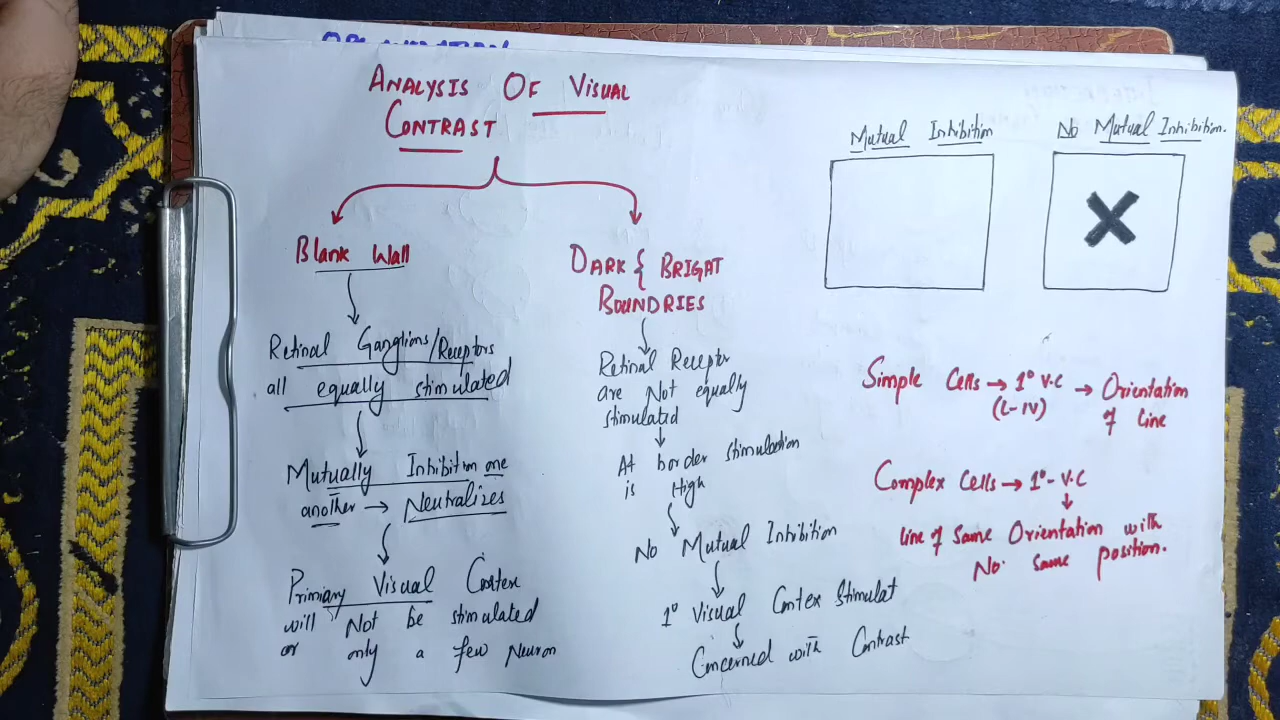 ANALYSIS OF VISUAL
CONTRAST
Blank Wall
Retinal Ganglions/Receptors
all equally stimulated
Mutually Inhibition one
another → Neutralizes
Primary Visual Cortex
will Not be stimulated
or only a few Neuron
DARK & BRIGAT
BOUNDRIES
Retinal Receptor
are Not equally
stimulated
At border stimulation
is High
No Mutual Inhibition
1° Visual Cortex Stimulat
Concerned with Contrast
Mutual Inhibition
No Mutual Inhibition.
X
Simple Cells → 1° V.C → Orientation
(L-IV) of Line
Complex Cells → 1°- V.C
Line of Same Orientation with
No. same position.